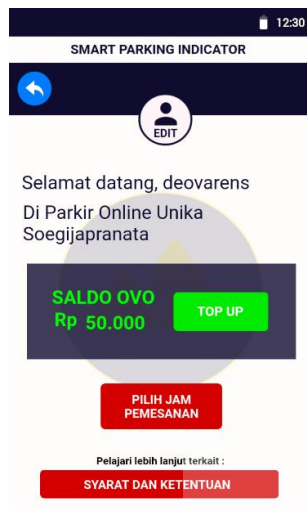 12:30
SMART PARKING INDICATOR
EDIT
Selamat datang, deovarens
Di Parkir Online Unika
Soegijapranata
SALDO OVO
Rp 50.000
TOP UP
PILIH JAM
PEMESANAN
Pelajari lebih lanjut terkait :
SYARAT DAN KETENTUAN